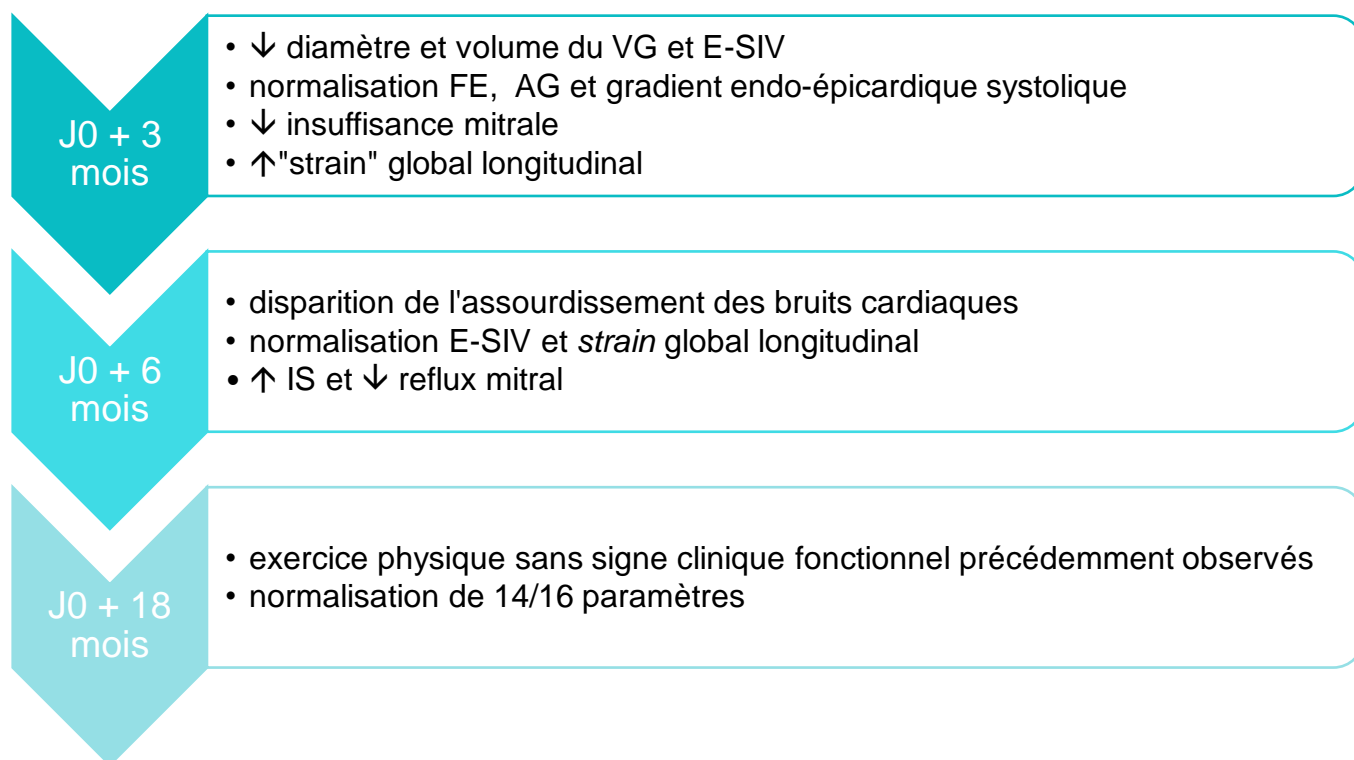 J0 + 3
mois
• ↓ diamètre et volume du VG et E-SIV
• normalisation FE, AG et gradient endo-épicardique systolique
• ↓ insuffisance mitrale
• ↑"strain" global longitudinal
J0 + 6
mois
• disparition de l'assourdissement des bruits cardiaques
• normalisation E-SIV et strain global longitudinal
• ↑ IS et ↓ reflux mitral
J0 + 18
mois
• exercice physique sans signe clinique fonctionnel précédemment observés
• normalisation de 14/16 paramètres